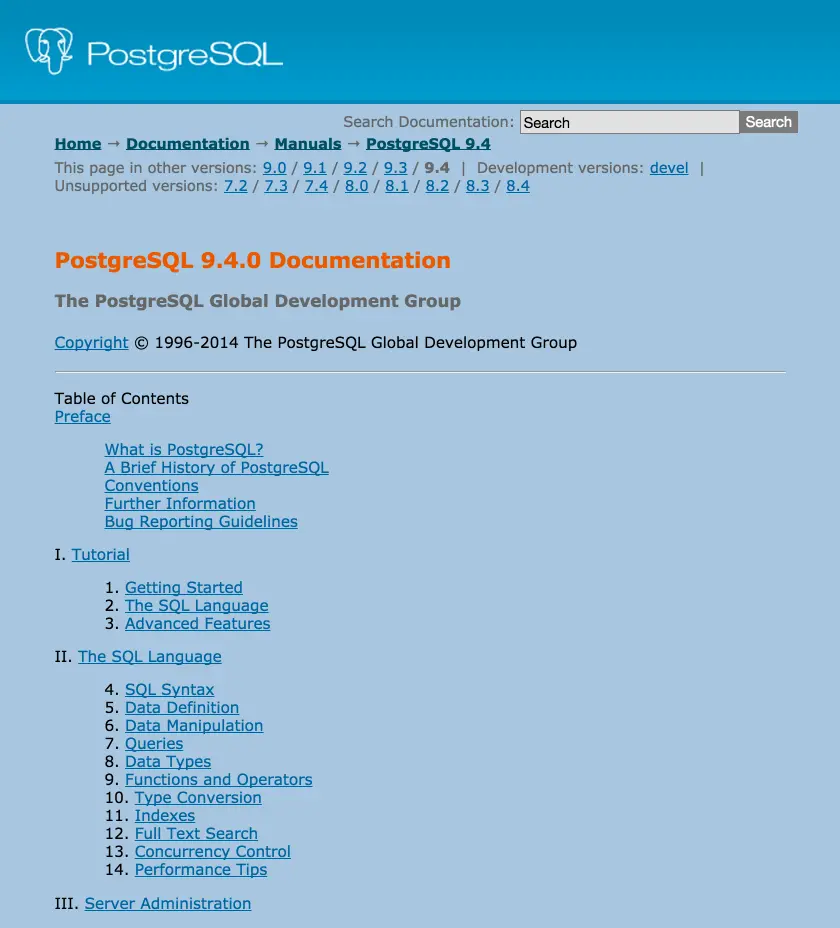 PostgreSQL
Search Documentation: Search Search
Home → Documentation → Manuals → PostgreSQL 9.4
This page in other versions: 9.0 / 9.1 / 9.2 / 9.3 / 9.4 | Development versions: devel |
Unsupported versions: 7.2 / 7.3 / 7.4 / 8.0 / 8.1 / 8.2 / 8.3 / 8.4
PostgreSQL 9.4.0 Documentation
The PostgreSQL Global Development Group
Copyright © 1996-2014 The PostgreSQL Global Development Group
Table of Contents
Preface
What is PostgreSQL?
A Brief History of PostgreSQL
Conventions
Further Information
Bug Reporting Guidelines
I. Tutorial
1. Getting Started
2. The SQL Language
3. Advanced Features
II. The SQL Language
4. SQL Syntax
5. Data Definition
6. Data Manipulation
7. Queries
8. Data Types
9. Functions and Operators
10. Type Conversion
11. Indexes
12. Full Text Search
13. Concurrency Control
14. Performance Tips
III. Server Administration